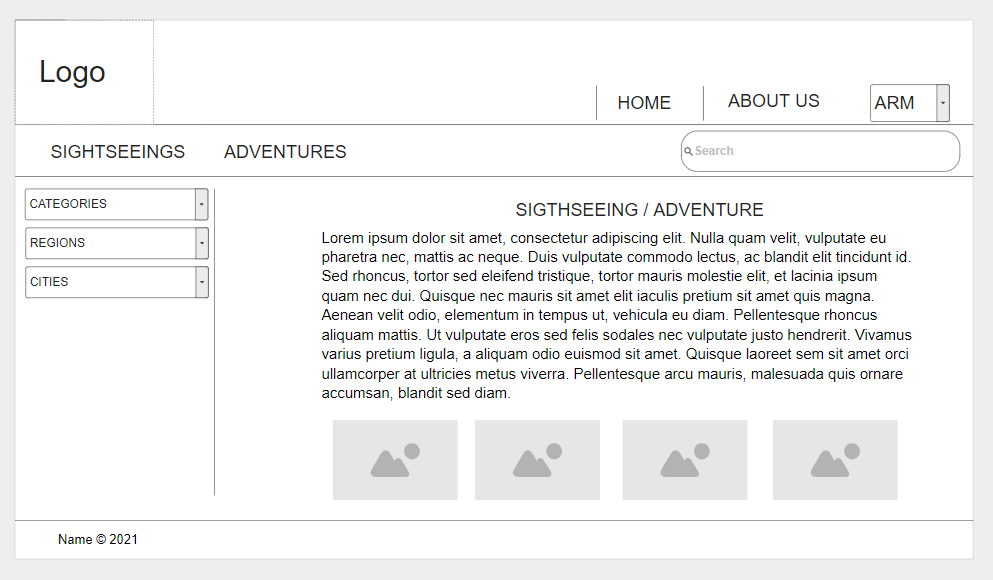 Logo
HOME
ABOUT US
ARM
SIGHTSEEINGS
ADVENTURES
Search
CATEGORIES
REGIONS
CITIES
SIGTHSEEING / ADVENTURE
Lorem ipsum dolor sit amet, consectetur adipiscing elit. Nulla quam velit, vulputate eu
pharetra nec, mattis ac neque. Duis vulputate commodo lectus, ac blandit elit tincidunt id.
Sed rhoncus, tortor sed eleifend tristique, tortor mauris molestie elit, et lacinia ipsum
quam nec dui. Quisque nec mauris sit amet elit iaculis pretium sit amet quis magna.
Aenean velit odio, elementum in tempus ut, vehicula eu diam. Pellentesque rhoncus
aliquam mattis. Ut vulputate eros sed felis sodales nec vulputate justo hendrerit. Vivamus
varius pretium ligula, a aliquam odio euismod sit amet. Quisque laoreet sem sit amet orci
ullamcorper at ultricies metus viverra. Pellentesque arcu mauris, malesuada quis ornare
accumsan, blandit sed diam.
Name © 2021